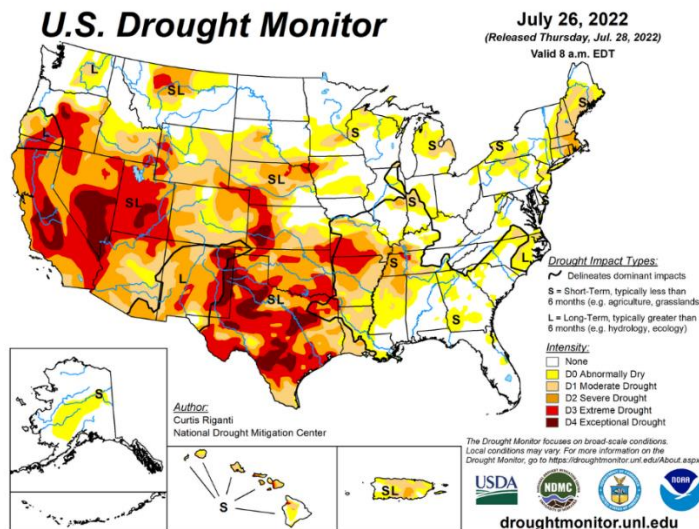 U.S. Drought Monitor
July 26, 2022
(Released Thursday, Jul. 28, 2022)
Valid 8 a.m. EDT
L
SL
S
S
S
S
L
SL
SL
S
S
L
L
SL
S
S
S
SL
Drought Impact Types:
Delineates dominant impacts
S = Short-Term, typically less than
6 months (e.g. agriculture, grasslands)
L = Long-Term, typically greater than
6 months (e.g. hydrology, ecology)
Intensity:
None
D0 Abnormally Dry
D1 Moderate Drought
D2 Severe Drought
D3 Extreme Drought
D4 Exceptional Drought
Author:
Curtis Riganti
National Drought Mitigation Center
The Drought Monitor focuses on broad-scale conditions.
Local conditions may vary. For more information on the
Drought Monitor, go to https://droughtmonitor.unl.edu/About.aspx
USDA
NDMC
NOAA
droughtmonitor.unl.edu